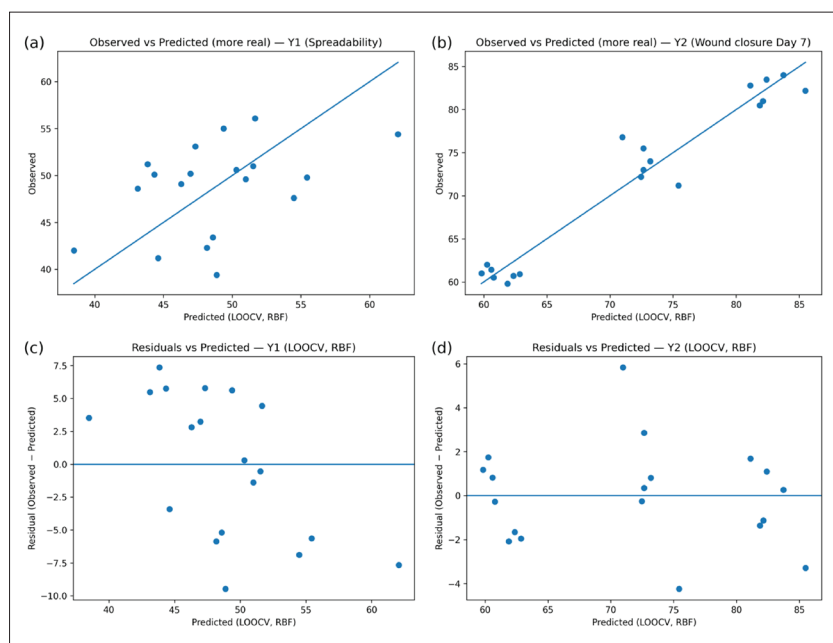 (a)
Observed vs Predicted (more real) — Y1 (Spreadability)
60
55
50
45
40
Observed
40
45
50
55
60
Predicted (LOOCV, RBF)
(b)
Observed vs Predicted (more real) — Y2 (Wound closure Day 7)
85
80
75
70
65
60
Observed
60
65
70
75
80
85
Predicted (LOOCV, RBF)
(c)
Residuals vs Predicted — Y1 (LOOCV, RBF)
7.5
5.0
2.5
0.0
−2.5
−5.0
−7.5
−10.0
Residual (Observed − Predicted)
40
45
50
55
60
Predicted (LOOCV, RBF)
(d)
Residuals vs Predicted — Y2 (LOOCV, RBF)
6
4
2
0
−2
−4
Residual (Observed − Predicted)
60
65
70
75
80
85
Predicted (LOOCV, RBF)